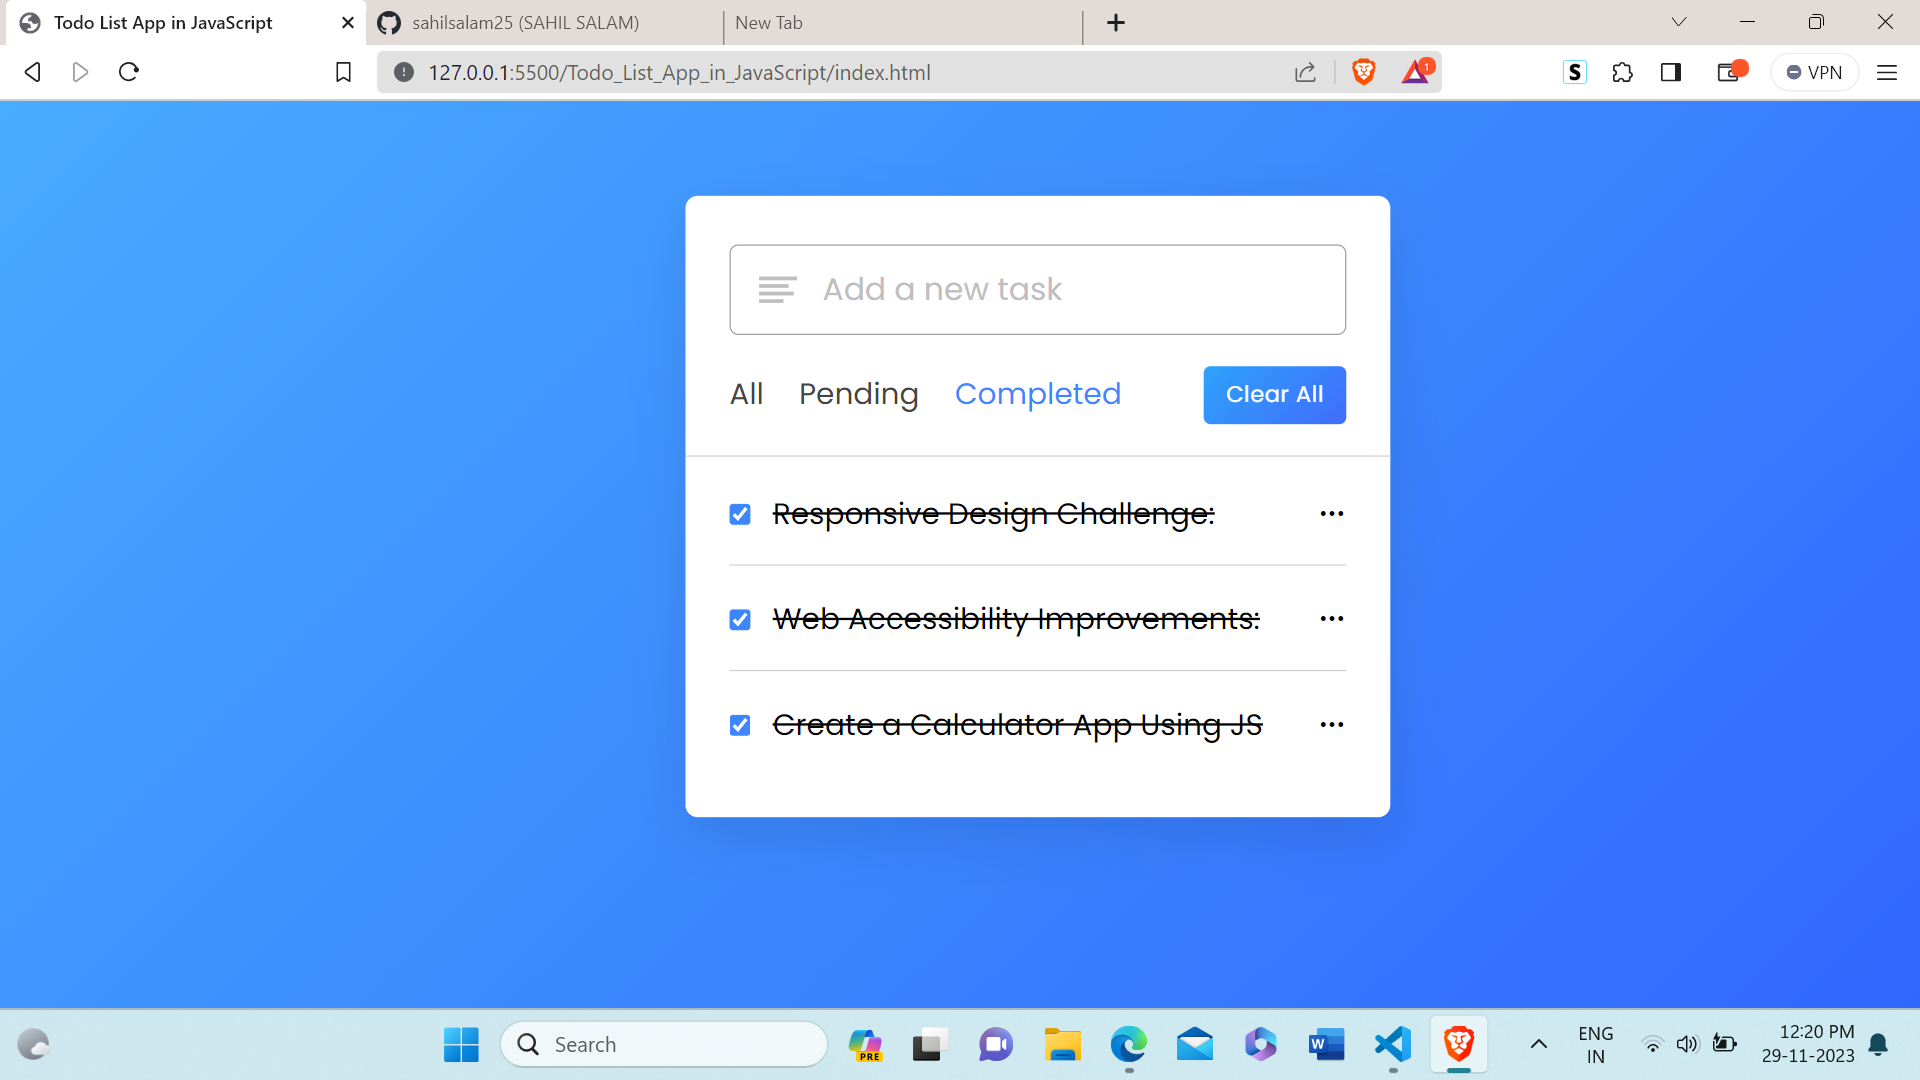 Todo List App in JavaScript
sahilsalam25 (SAHIL SALAM)
New Tab
127.0.0.1:5500/Todo_List_App_in_JavaScript/index.html
S
1
VPN
Add a new task
All Pending Completed Clear All
Responsive Design Challenge:
Web Accessibility Improvements:
Create a Calculator App Using JS
Search
PRE
W
ENG
IN
12:20 PM
29-11-2023